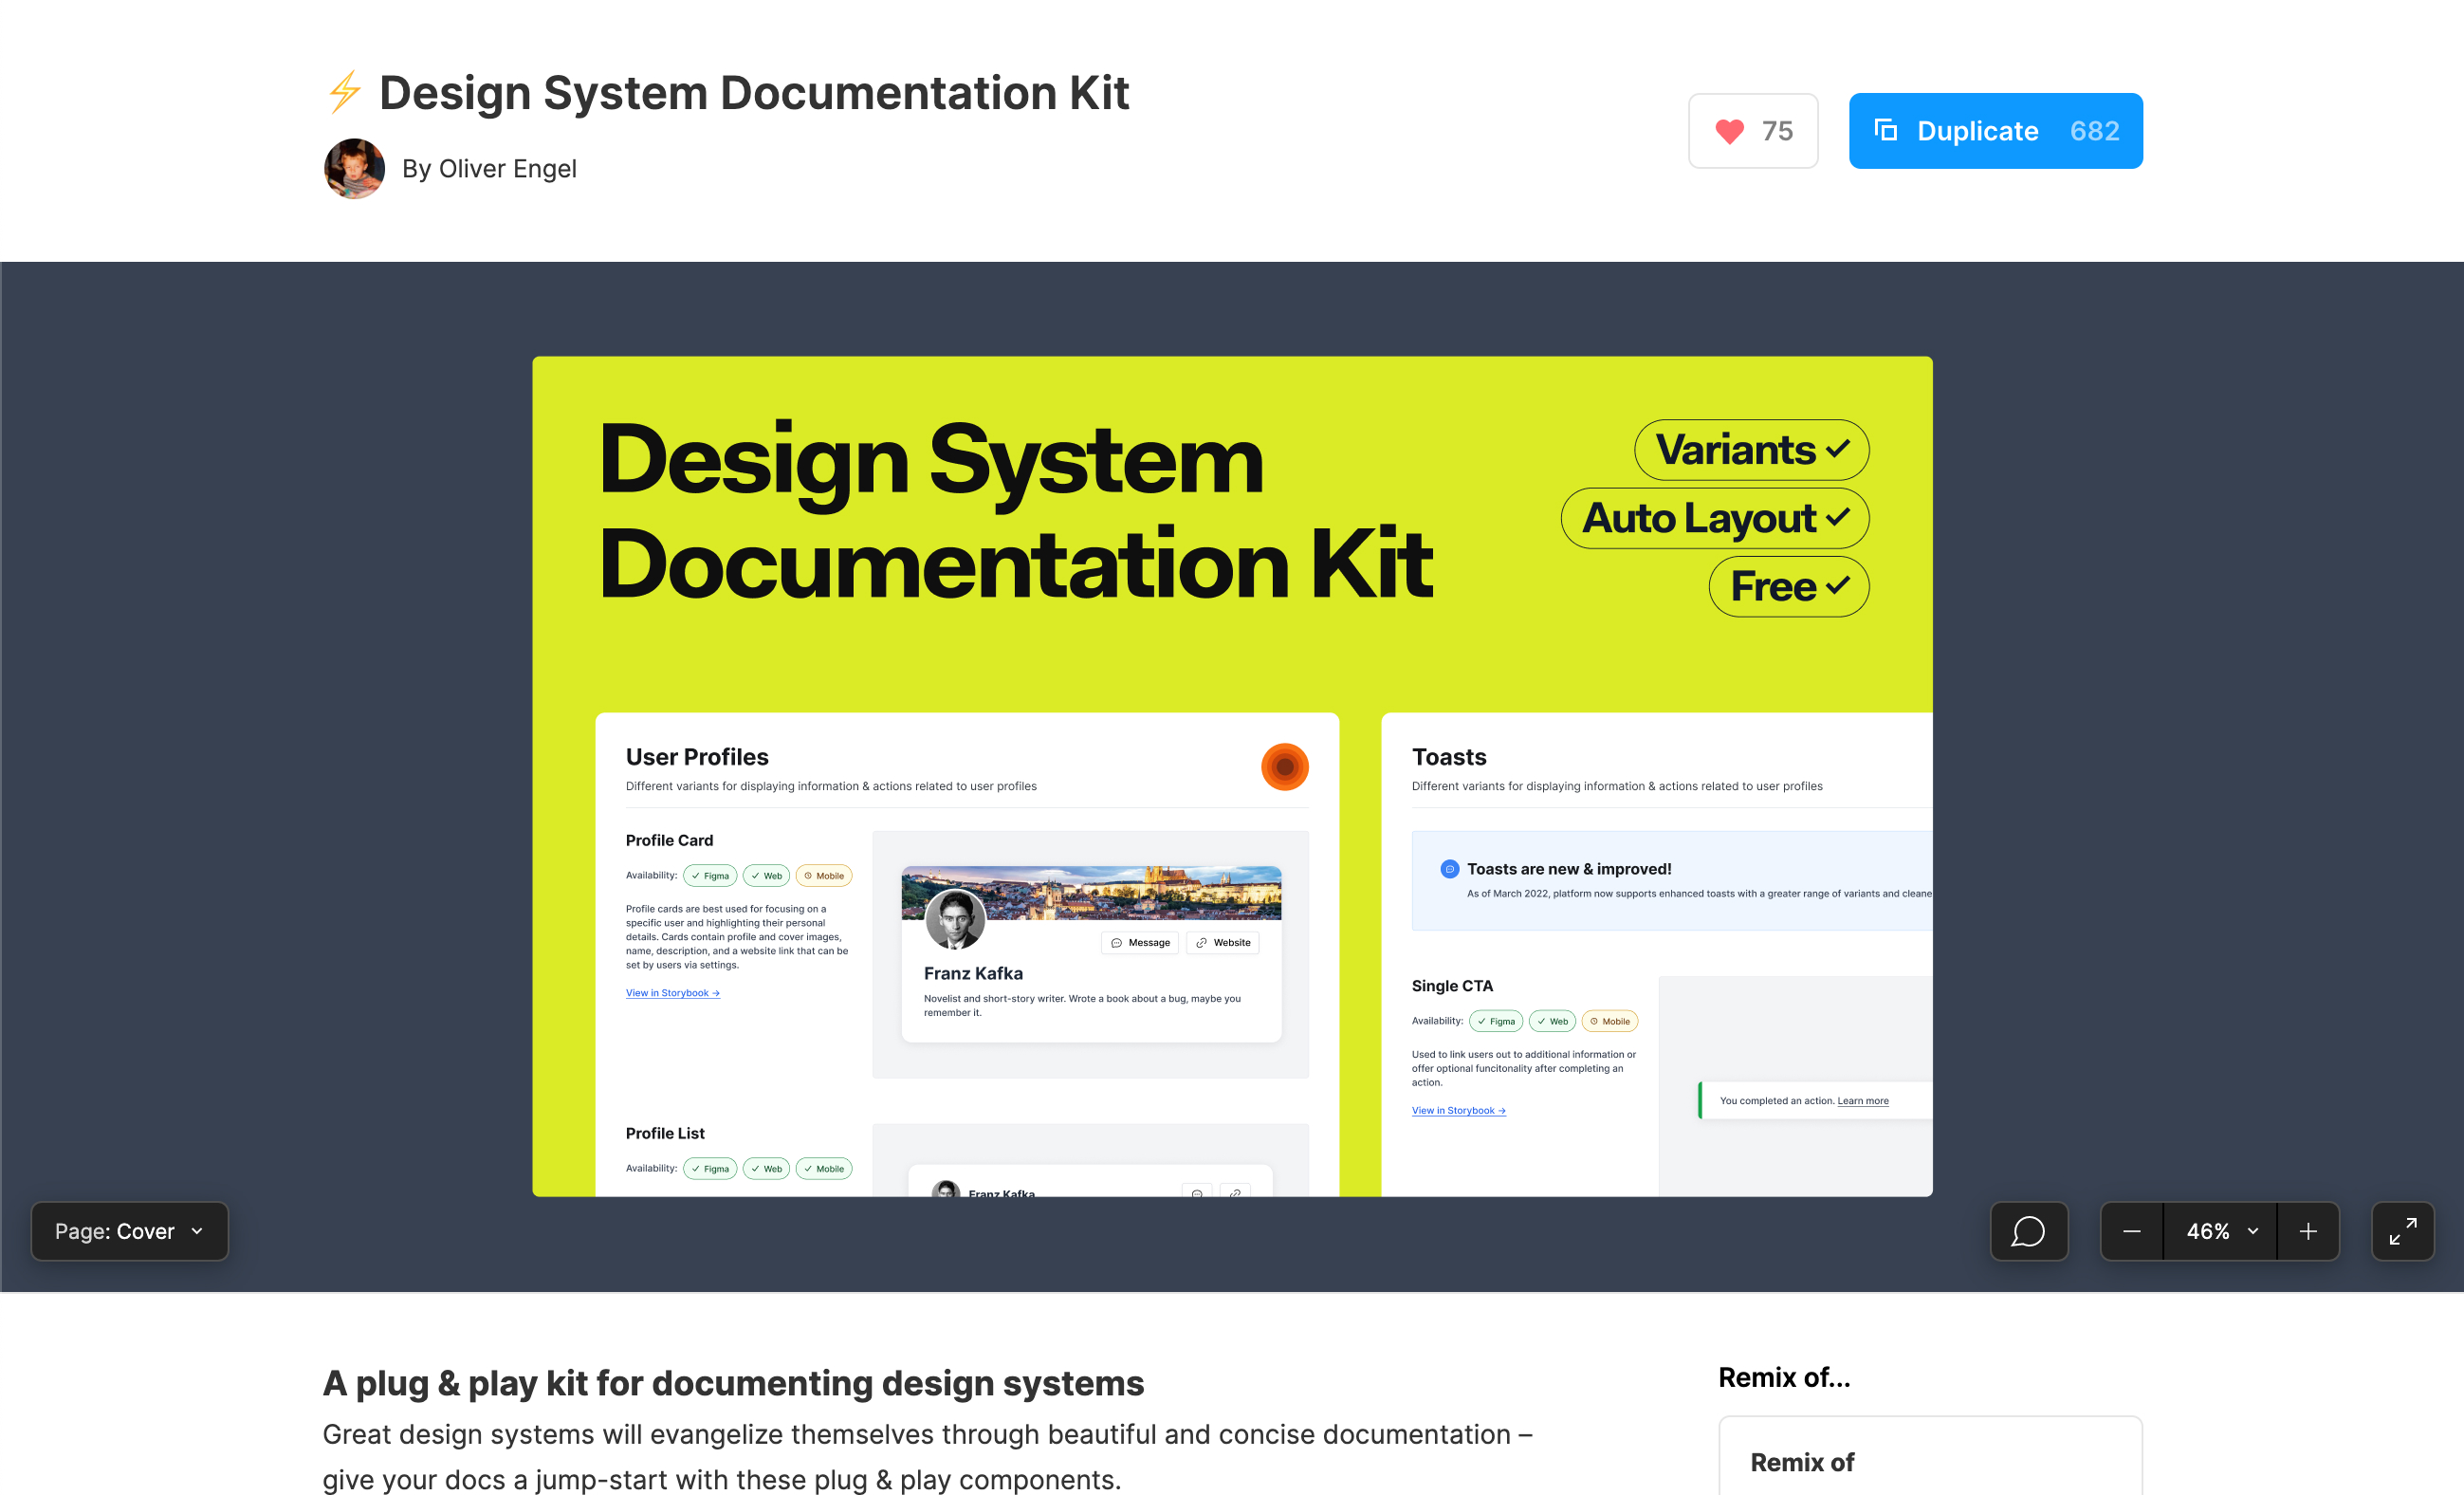 ⚡ Design System Documentation Kit
By Oliver Engel
75
Duplicate 682
Design System
Documentation Kit
Variants ✓
Auto Layout ✓
Free ✓
User Profiles
Different variants for displaying information & actions related to user profiles
Profile Card
Availability: ✓ Figma ✓ Web Mobile
Profile cards are best used for focusing on a
specific user and highlighting their personal
details. Cards contain profile and cover images,
name, description, and a website link that can be
set by users via settings.
View in Storybook →
Message Website
Franz Kafka
Novelist and short-story writer. Wrote a book about a bug, maybe you
remember it.
Profile List
Availability: ✓ Figma ✓ Web ✓ Mobile
Franz Kafka
Toasts
Different variants for displaying information & actions related to user profiles
Toasts are new & improved!
As of March 2022, platform now supports enhanced toasts with a greater range of variants and cleane
Single CTA
Availability: ✓ Figma ✓ Web Mobile
Used to link users out to additional information or
offer optional funcitonality after completing an
action.
View in Storybook →
You completed an action. Learn more
Page: Cover
46%
A plug & play kit for documenting design systems
Great design systems will evangelize themselves through beautiful and concise documentation –
give your docs a jump-start with these plug & play components.
Remix of...
Remix of